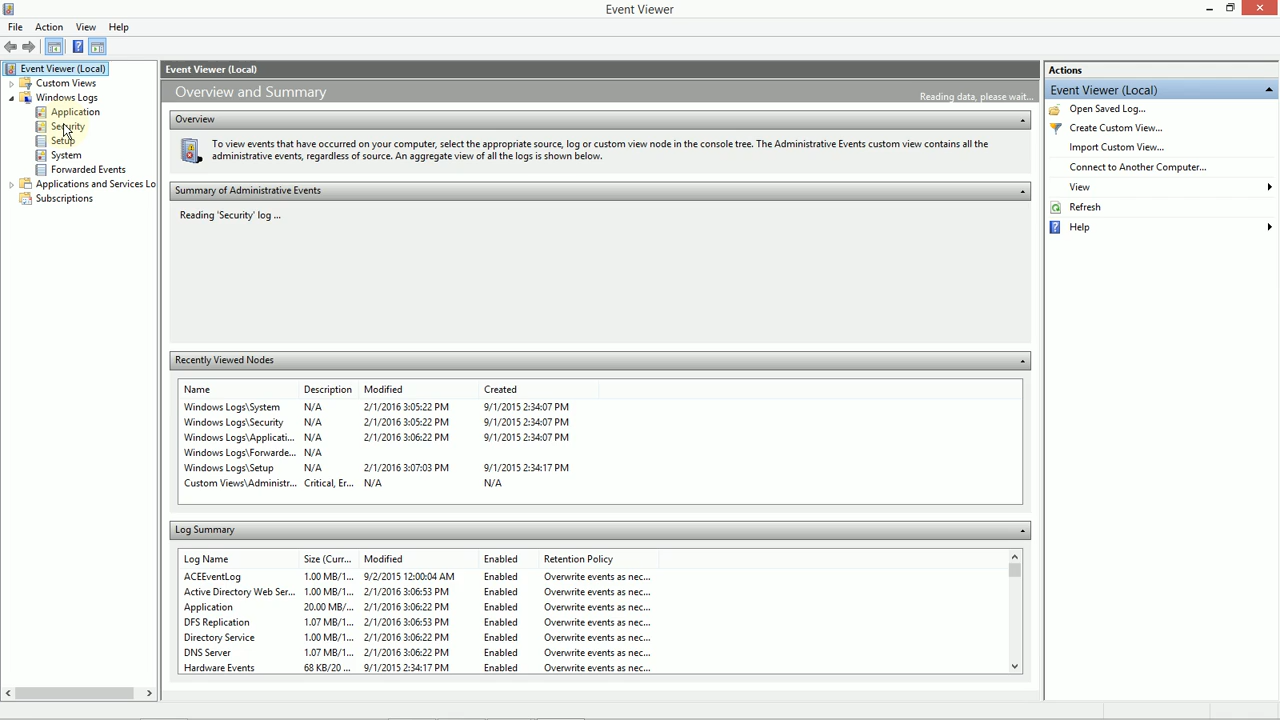 Event Viewer
File Action View Help
Event Viewer (Local)
Custom Views
Windows Logs
Application
Security
Setup
System
Forwarded Events
Applications and Services Lo
Subscriptions
Event Viewer (Local)
Overview and Summary
Reading data, please wait...
Overview
To view events that have occurred on your computer, select the appropriate source, log or custom view node in the console tree. The Administrative Events custom view contains all the
administrative events, regardless of source. An aggregate view of all the logs is shown below.
Summary of Administrative Events
Reading 'Security' log ...
Recently Viewed Nodes
Name Description Modified Created
Windows Logs\System N/A 2/1/2016 3:05:22 PM 9/1/2015 2:34:07 PM
Windows Logs\Security N/A 2/1/2016 3:05:22 PM 9/1/2015 2:34:07 PM
Windows Logs\Applicati... N/A 2/1/2016 3:06:22 PM 9/1/2015 2:34:07 PM
Windows Logs\Forwarde... N/A
Windows Logs\Setup N/A 2/1/2016 3:07:03 PM 9/1/2015 2:34:17 PM
Custom Views\Administr... Critical, Er... N/A N/A
Log Summary
Log Name Size (Curr... Modified Enabled Retention Policy
ACEEventLog 1.00 MB/1... 9/2/2015 12:00:04 AM Enabled Overwrite events as nec...
Active Directory Web Ser... 1.00 MB/1... 2/1/2016 3:06:53 PM Enabled Overwrite events as nec...
Application 20.00 MB/... 2/1/2016 3:06:22 PM Enabled Overwrite events as nec...
DFS Replication 1.07 MB/1... 2/1/2016 3:06:53 PM Enabled Overwrite events as nec...
Directory Service 1.00 MB/1... 2/1/2016 3:06:22 PM Enabled Overwrite events as nec...
DNS Server 1.07 MB/1... 2/1/2016 3:06:22 PM Enabled Overwrite events as nec...
Hardware Events 68 KB/20 ... 9/1/2015 2:34:17 PM Enabled Overwrite events as nec...
Actions
Event Viewer (Local)
Open Saved Log...
Create Custom View...
Import Custom View...
Connect to Another Computer...
View
Refresh
Help